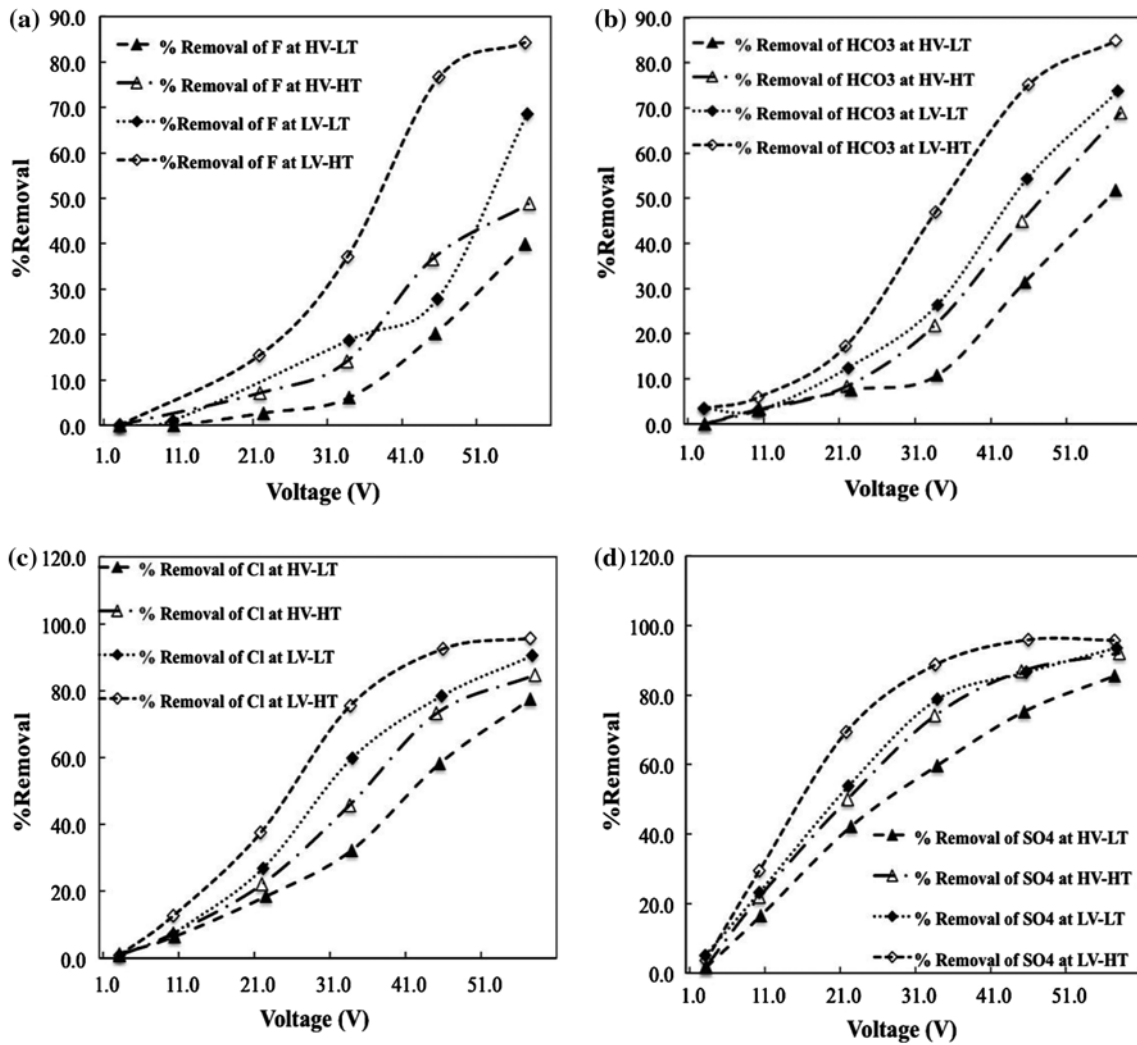 (a)
90.0
80.0
70.0
60.0
50.0
40.0
30.0
20.0
10.0
0.0
%Removal
% Removal of F at HV-LT
% Removal of F at HV-HT
%Removal of F at LV-LT
%Removal of F at LV-HT
1.0 11.0 21.0 31.0 41.0 51.0
Voltage (V)
(b)
90.0
80.0
70.0
60.0
50.0
40.0
30.0
20.0
10.0
0.0
%Removal
% Removal of HCO3 at HV-LT
% Removal of HCO3 at HV-HT
% Removal of HCO3 at LV-LT
% Removal of HCO3 at LV-HT
1.0 11.0 21.0 31.0 41.0 51.0
Voltage (V)
(c)
120.0
100.0
80.0
60.0
40.0
20.0
0.0
%Removal
% Removal of Cl at HV-LT
% Removal of Cl at HV-HT
% Removal of Cl at LV-LT
% Removal of Cl at LV-HT
1.0 11.0 21.0 31.0 41.0 51.0
Voltage (V)
(d)
120.0
100.0
80.0
60.0
40.0
20.0
0.0
%Removal
% Removal of SO4 at HV-LT
% Removal of SO4 at HV-HT
% Removal of SO4 at LV-LT
% Removal of SO4 at LV-HT
1.0 11.0 21.0 31.0 41.0 51.0
Voltage (V)